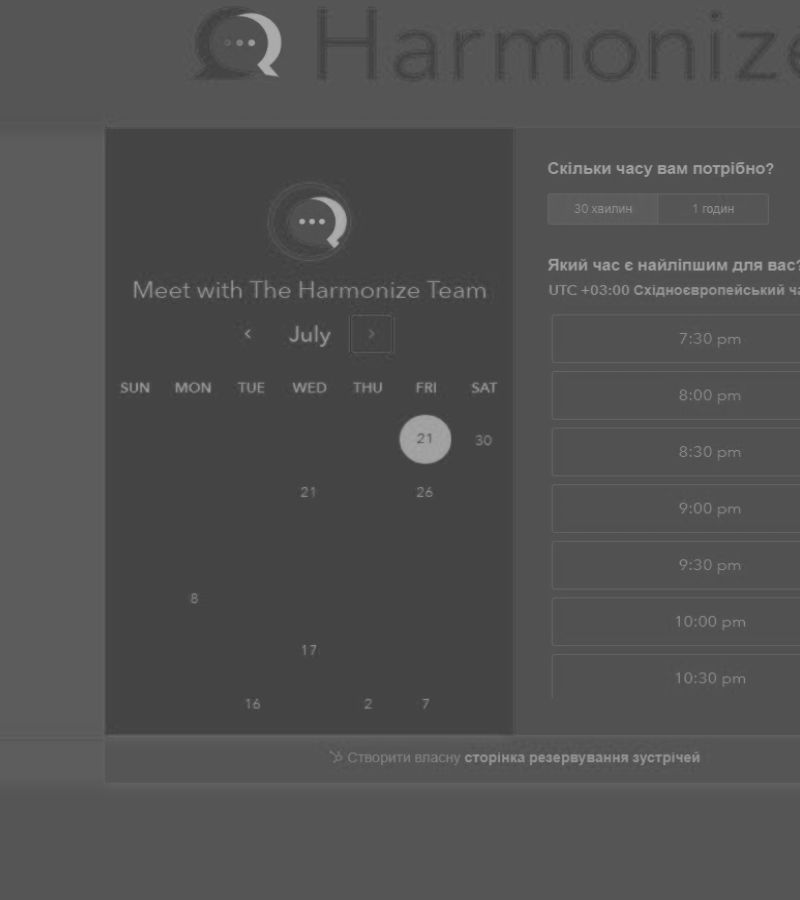 Harmonize
Meet with The Harmonize Team
July
SUN MON TUE WED THU FRI SAT
21 30
21 26
8
17
16 2 7
Скільки часу вам потрібно?
30 хвилин 1 годин
Який час є найліпшим для вас?
UTC +03:00 Східноєвропейський
7:30 pm
8:00 pm
8:30 pm
9:00 pm
9:30 pm
10:00 pm
10:30 pm
Створити власну сторінка резервування зустрічей